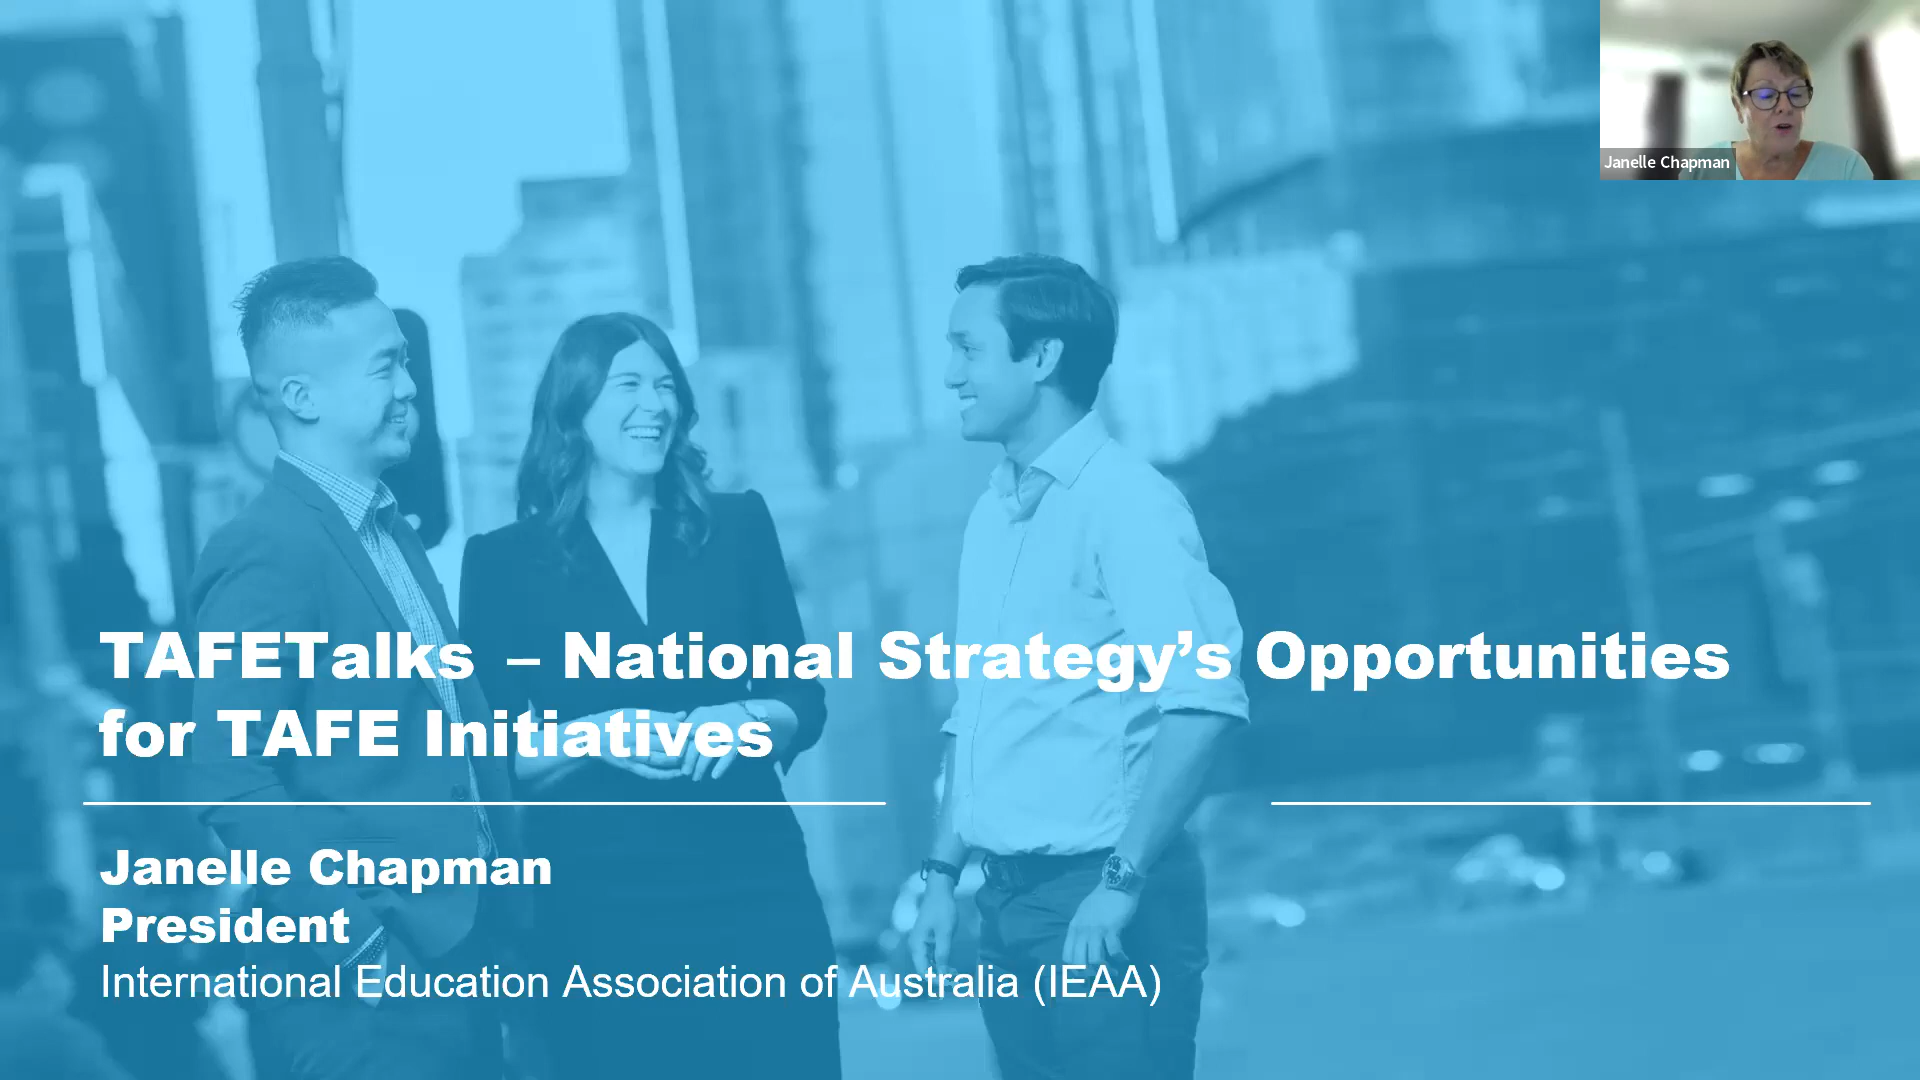 Janelle Chapman
TAFETalks – National Strategy’s Opportunities
for TAFE Initiatives
Janelle Chapman
President
International Education Association of Australia (IEAA)